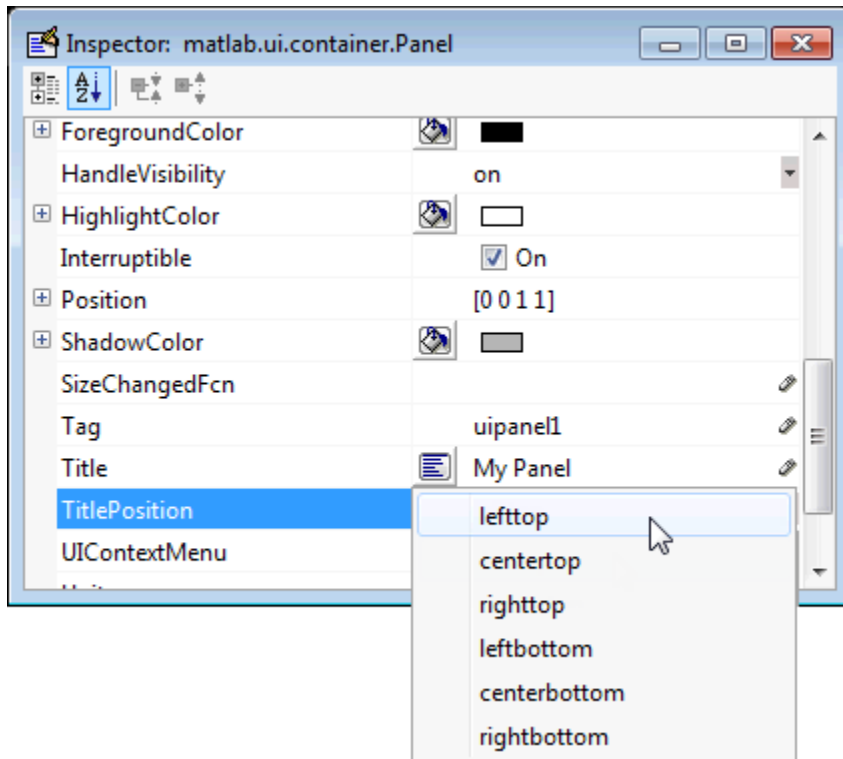 Inspector: matlab.ui.container.Panel
ForegroundColor
HandleVisibility on
HighlightColor
Interruptible On
Position [0 0 1 1]
ShadowColor
SizeChangedFcn
Tag uipanel1
Title My Panel
TitlePosition
lefttop
UIContextMenu
centertop
righttop
leftbottom
centerbottom
rightbottom